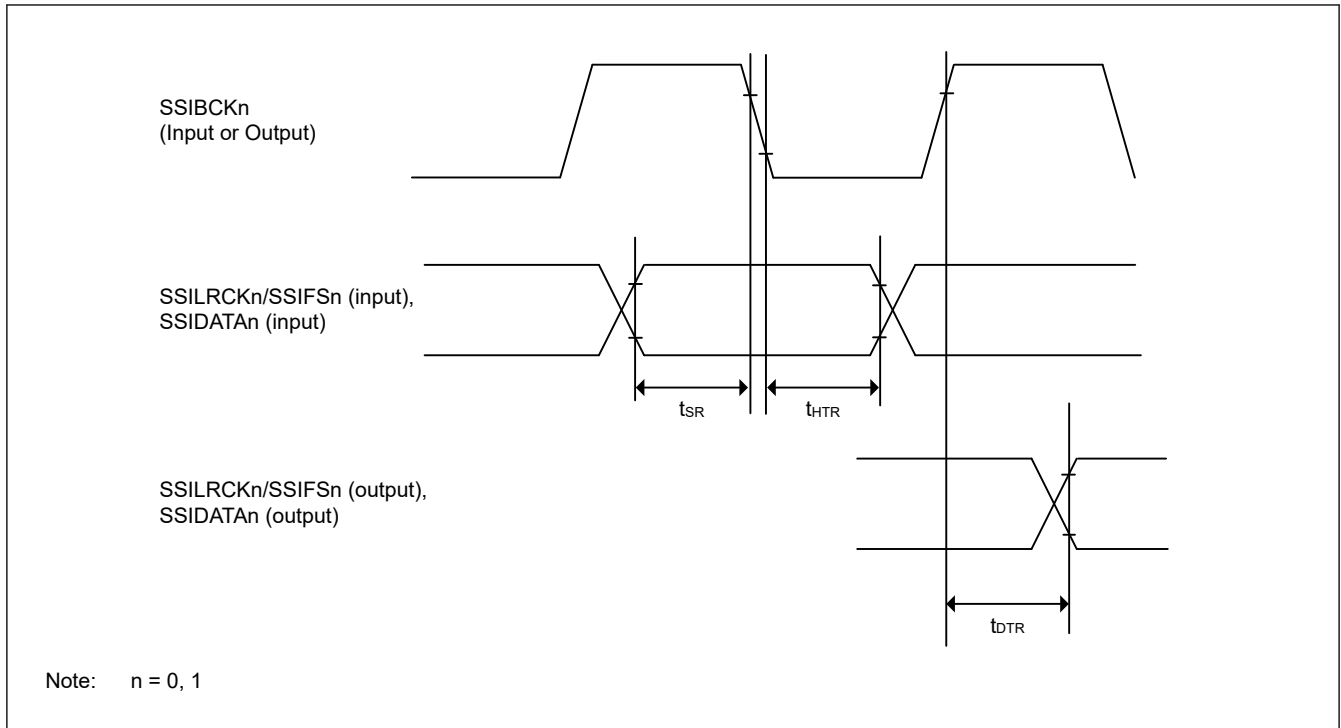 SSIBCKn
(Input or Output)
SSILRCKn/SSIFSn (input),
SSIDATAn (input)
tSR
tHTR
SSILRCKn/SSIFSn (output),
SSIDATAn (output)
tDTR
Note: n = 0, 1